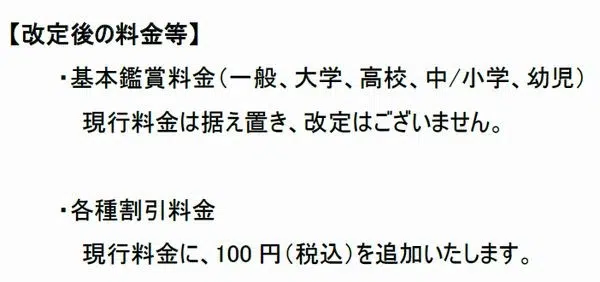 【改定後の料金等】
・基本鑑賞料金（一般、大学、高校、中/小学、幼児）
現行料金は据え置き、改定はございません。
・各種割引料金
現行料金に、100 円（税込）を追加いたします。